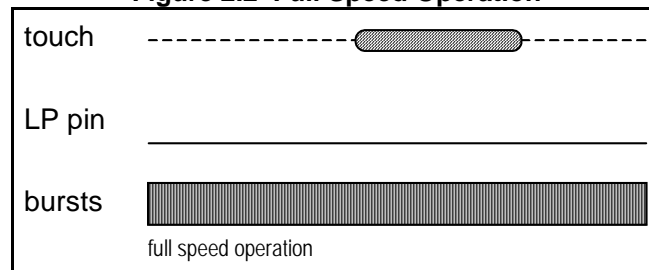 Figure 2.2 Full Speed Operation
touch
LP pin
bursts
full speed operation